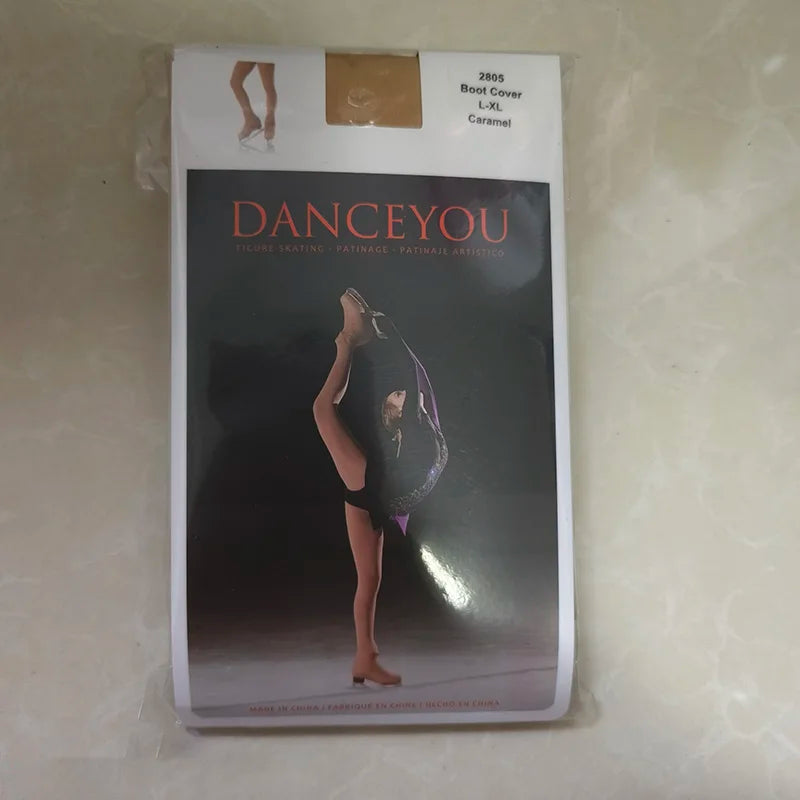 2805
Boot Cover
L-XL
Caramel
DANCEYOU
FIGURE SKATING · PATINAGE · PATINAJE ARTÍSTICO
MADE IN CHINA / FABRIQUÉ EN CHINE / HECHO EN CHINA